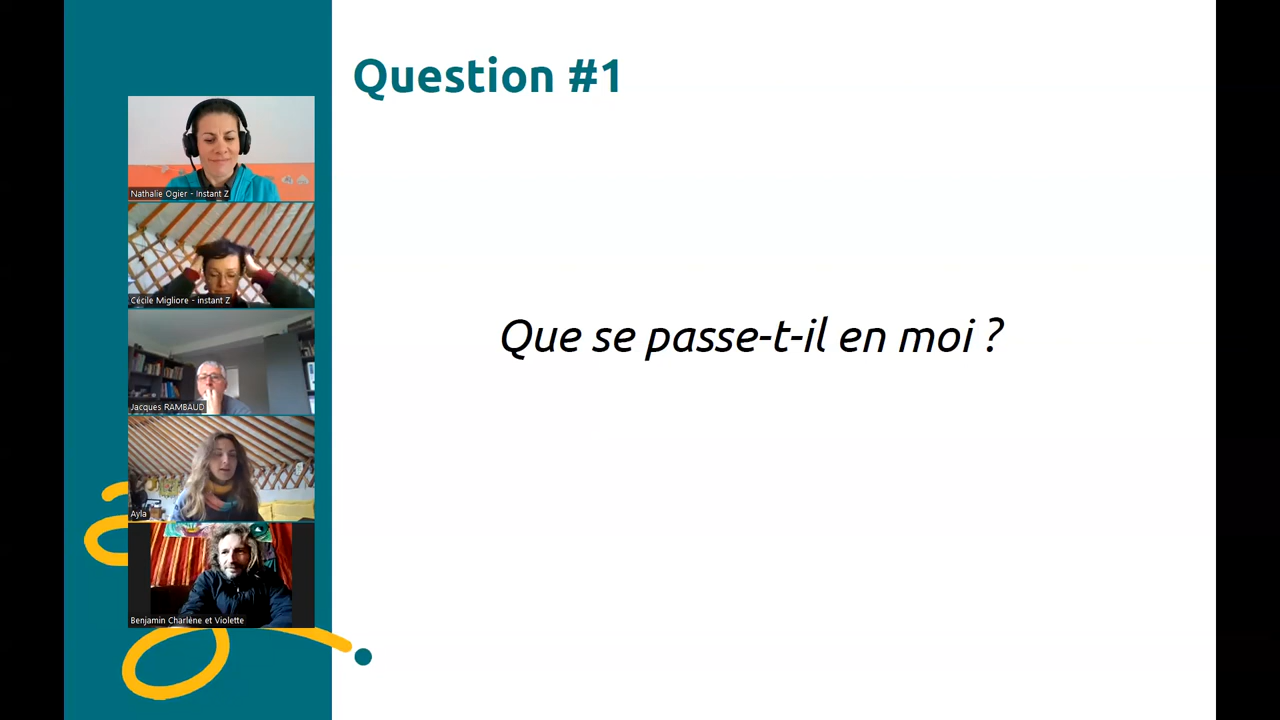 Question #1
Nathalie Ogier - Instant Z
Cécile Migliore - instant Z
Jacques RAMBAUD
Ayla
Benjamin Charlène et Violette
Que se passe-t-il en moi ?